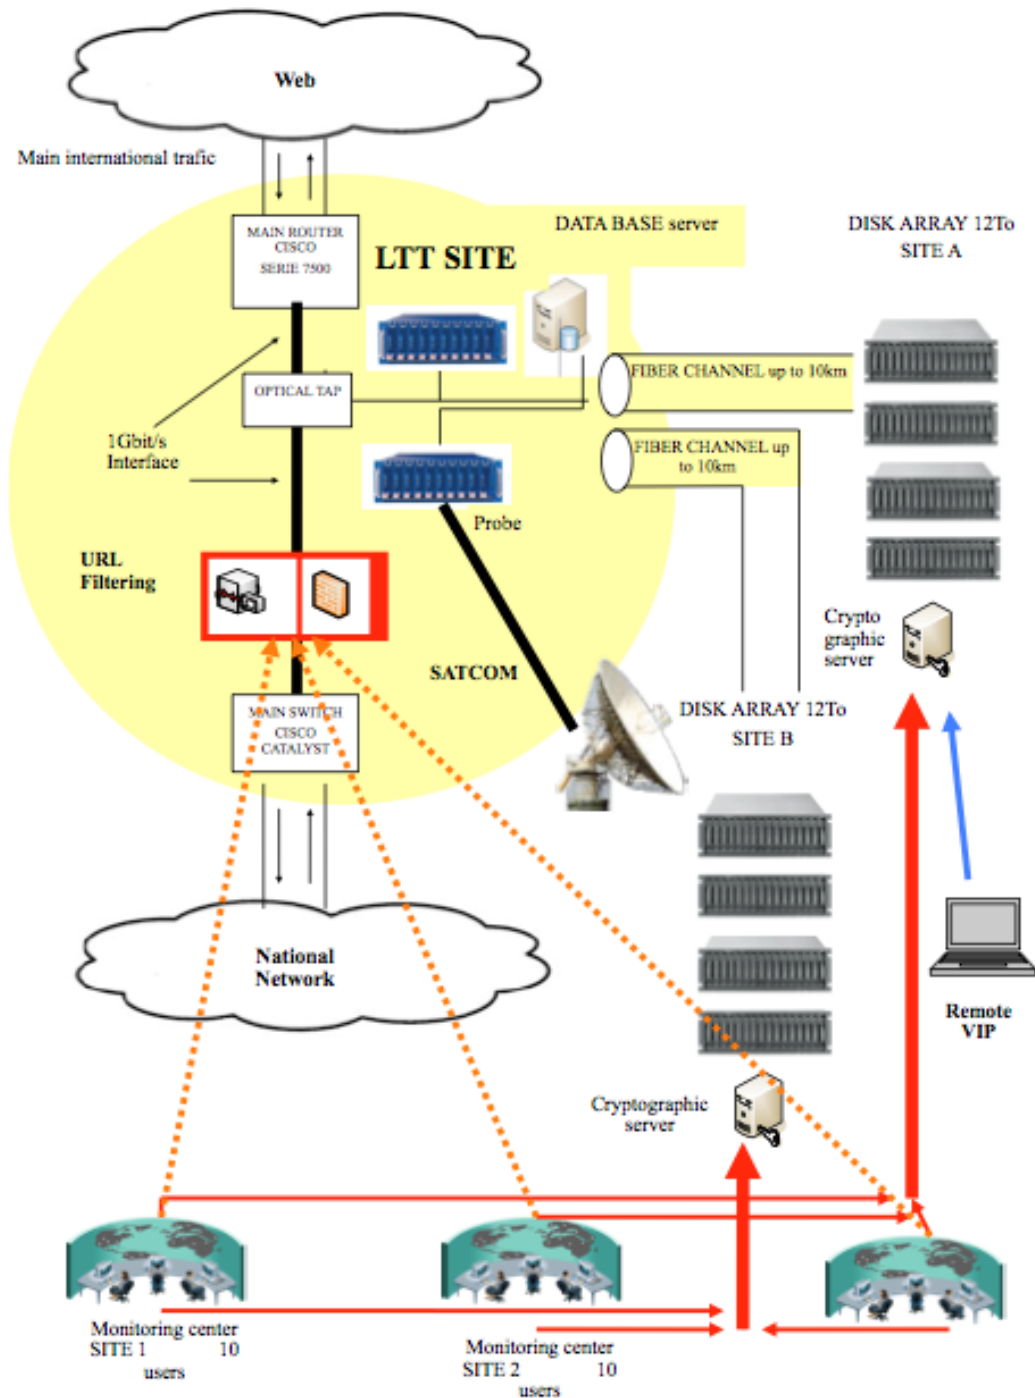 Web
Main international trafic
MAIN ROUTER
CISCO
SERIE 7500
LTT SITE
DATA BASE server
DISK ARRAY 12To
SITE A
OPTICAL TAP
FIBER CHANNEL up to 10km
1Gbit/s
Interface
FIBER CHANNEL up
to 10km
Probe
URL
Filtering
Crypto
graphic
server
SATCOM
MAIN SWITCH
CISCO
CATALYST
DISK ARRAY 12To
SITE B
National
Network
Remote
VIP
Cryptographic
server
Monitoring center
SITE 1 10
users
Monitoring center
SITE 2 10
users